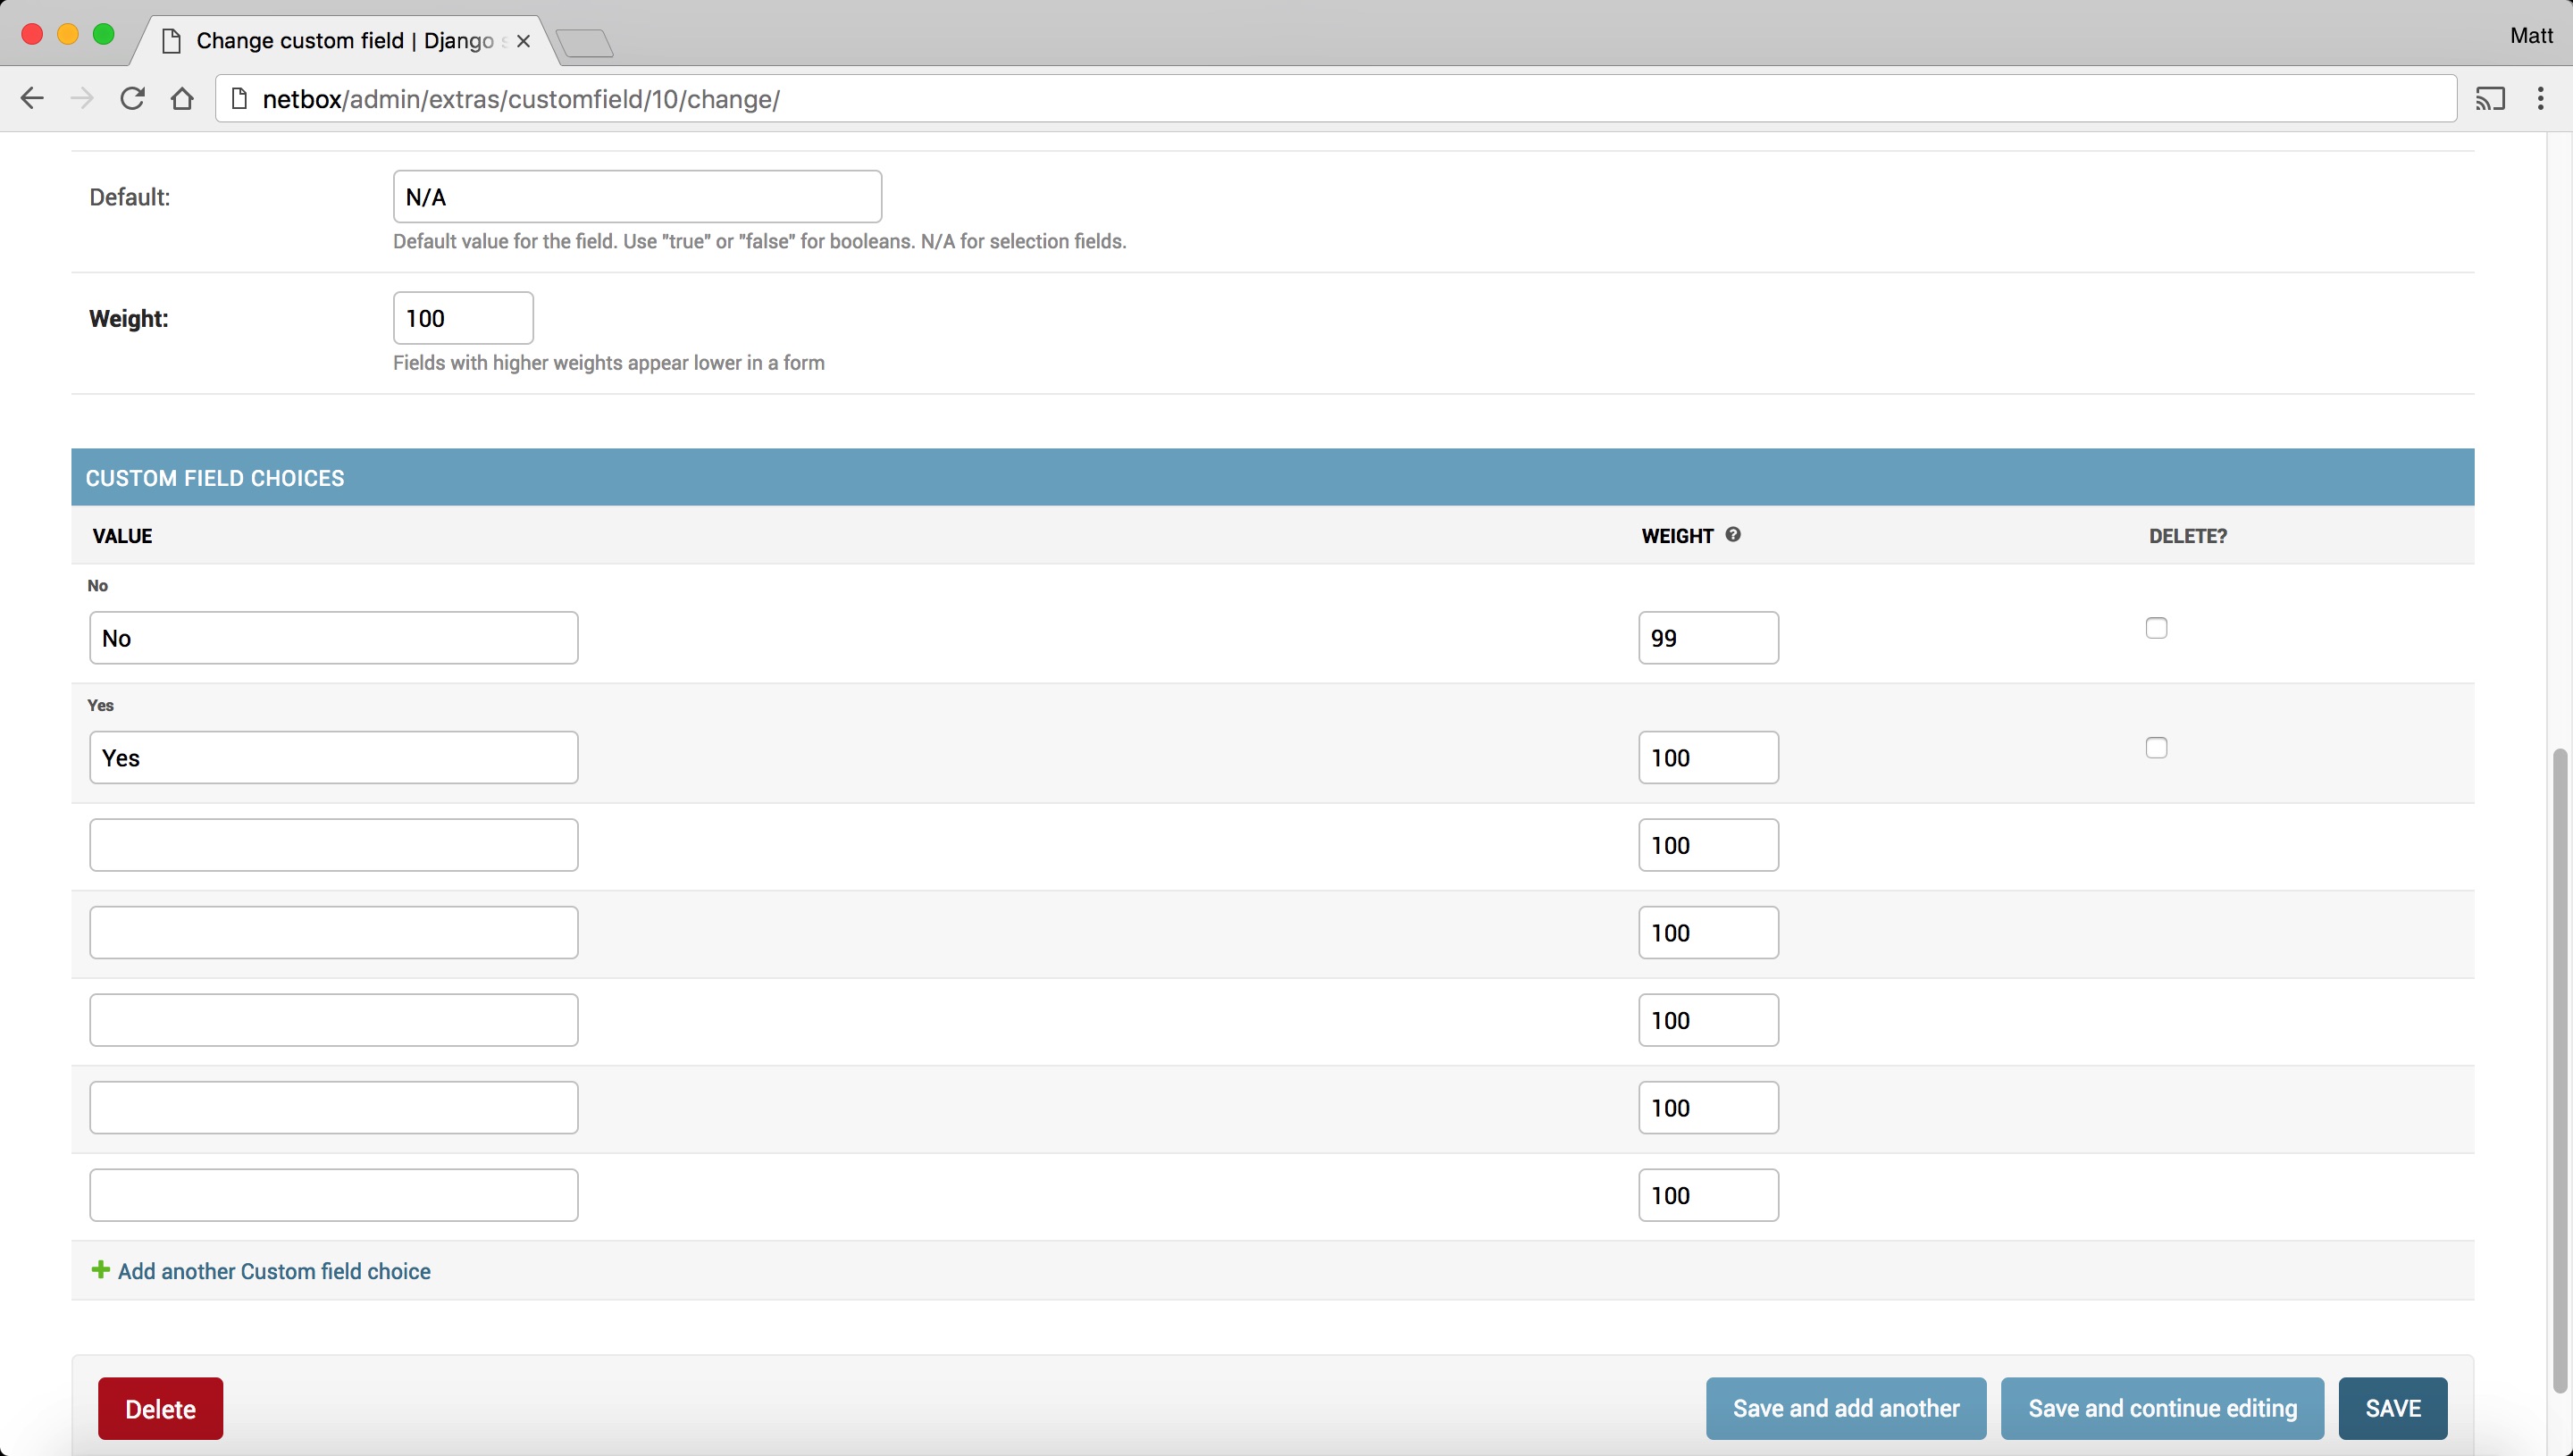 Change custom field | Django
Matt
netbox/admin/extras/customfield/10/change/
Default:
N/A
Default value for the field. Use "true" or "false" for booleans. N/A for selection fields.
Weight:
100
Fields with higher weights appear lower in a form
CUSTOM FIELD CHOICES
VALUE WEIGHT ? DELETE?
No
No 99
Yes
Yes 100
100
100
100
100
100
Add another Custom field choice
Delete Save and add another Save and continue editing SAVE